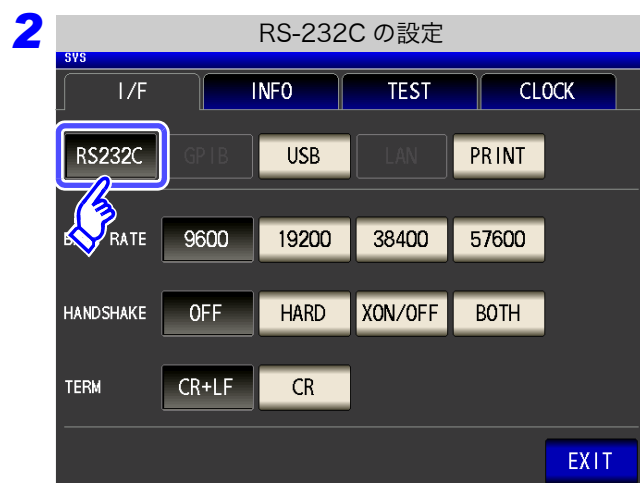 2
RS-232C の設定
SYS
I/F INFO TEST CLOCK
RS232C GPIB USB LAN PRINT
RATE 9600 19200 38400 57600
HANDSHAKE OFF HARD XON/OFF BOTH
TERM CR+LF CR
EXIT